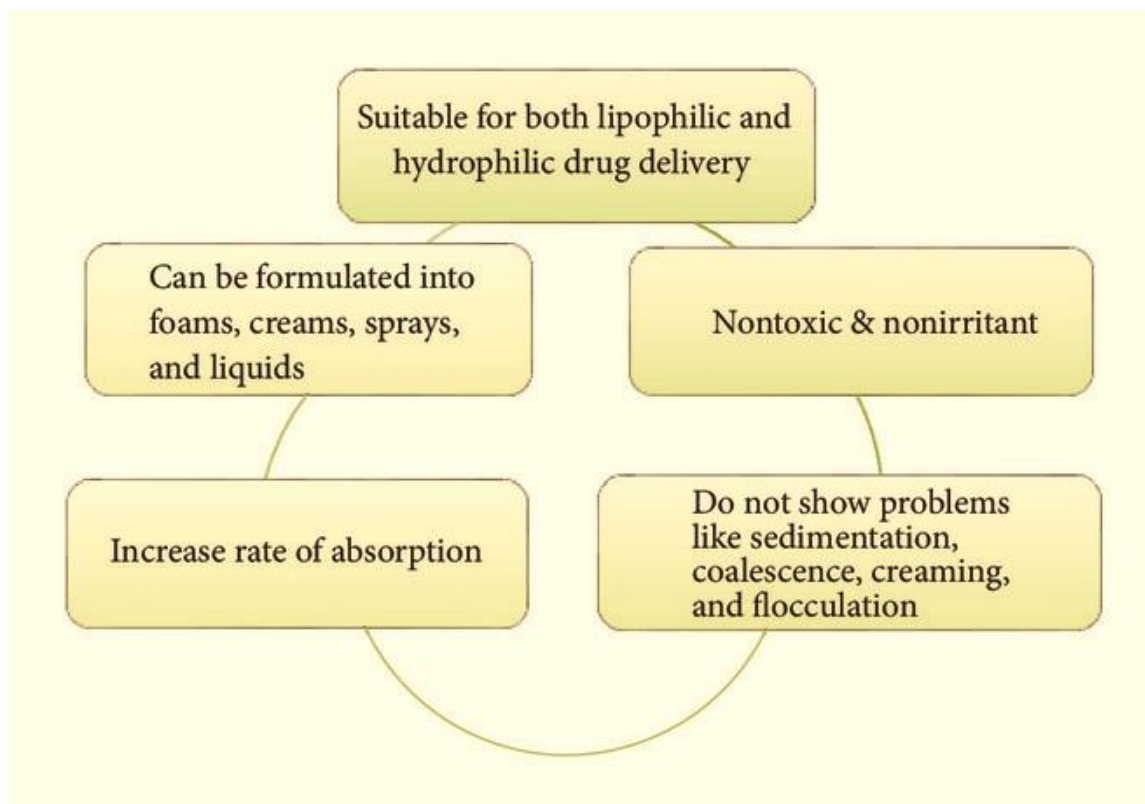 Suitable for both lipophilic and
hydrophilic drug delivery
Can be formulated into
foams, creams, sprays,
and liquids
Nontoxic & nonirritant
Increase rate of absorption
Do not show problems
like sedimentation,
coalescence, creaming,
and flocculation